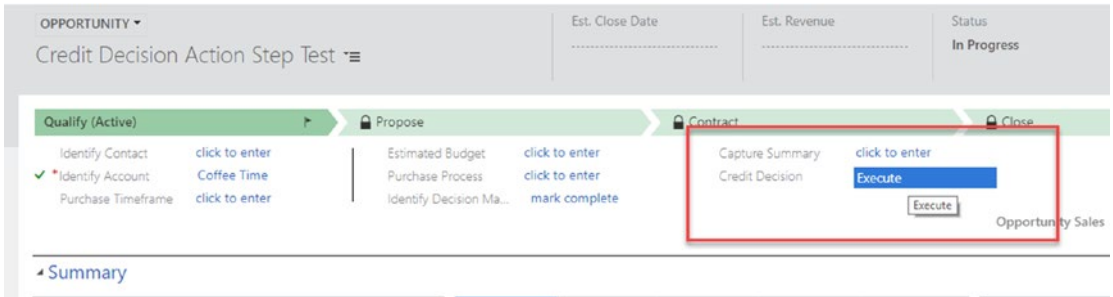 OPPORTUNITY
Est. Close Date Est. Revenue Status
Credit Decision Action Step Test
In Progress
Qualify (Active) Propose Contract Close
Identify Contact click to enter Estimated Budget click to enter Capture Summary click to enter
*Identify Account Coffee Time Purchase Process click to enter Credit Decision Execute
Purchase Timeframe click to enter Identify Decision Ma... mark complete Execute
Opportunity Sales
Summary